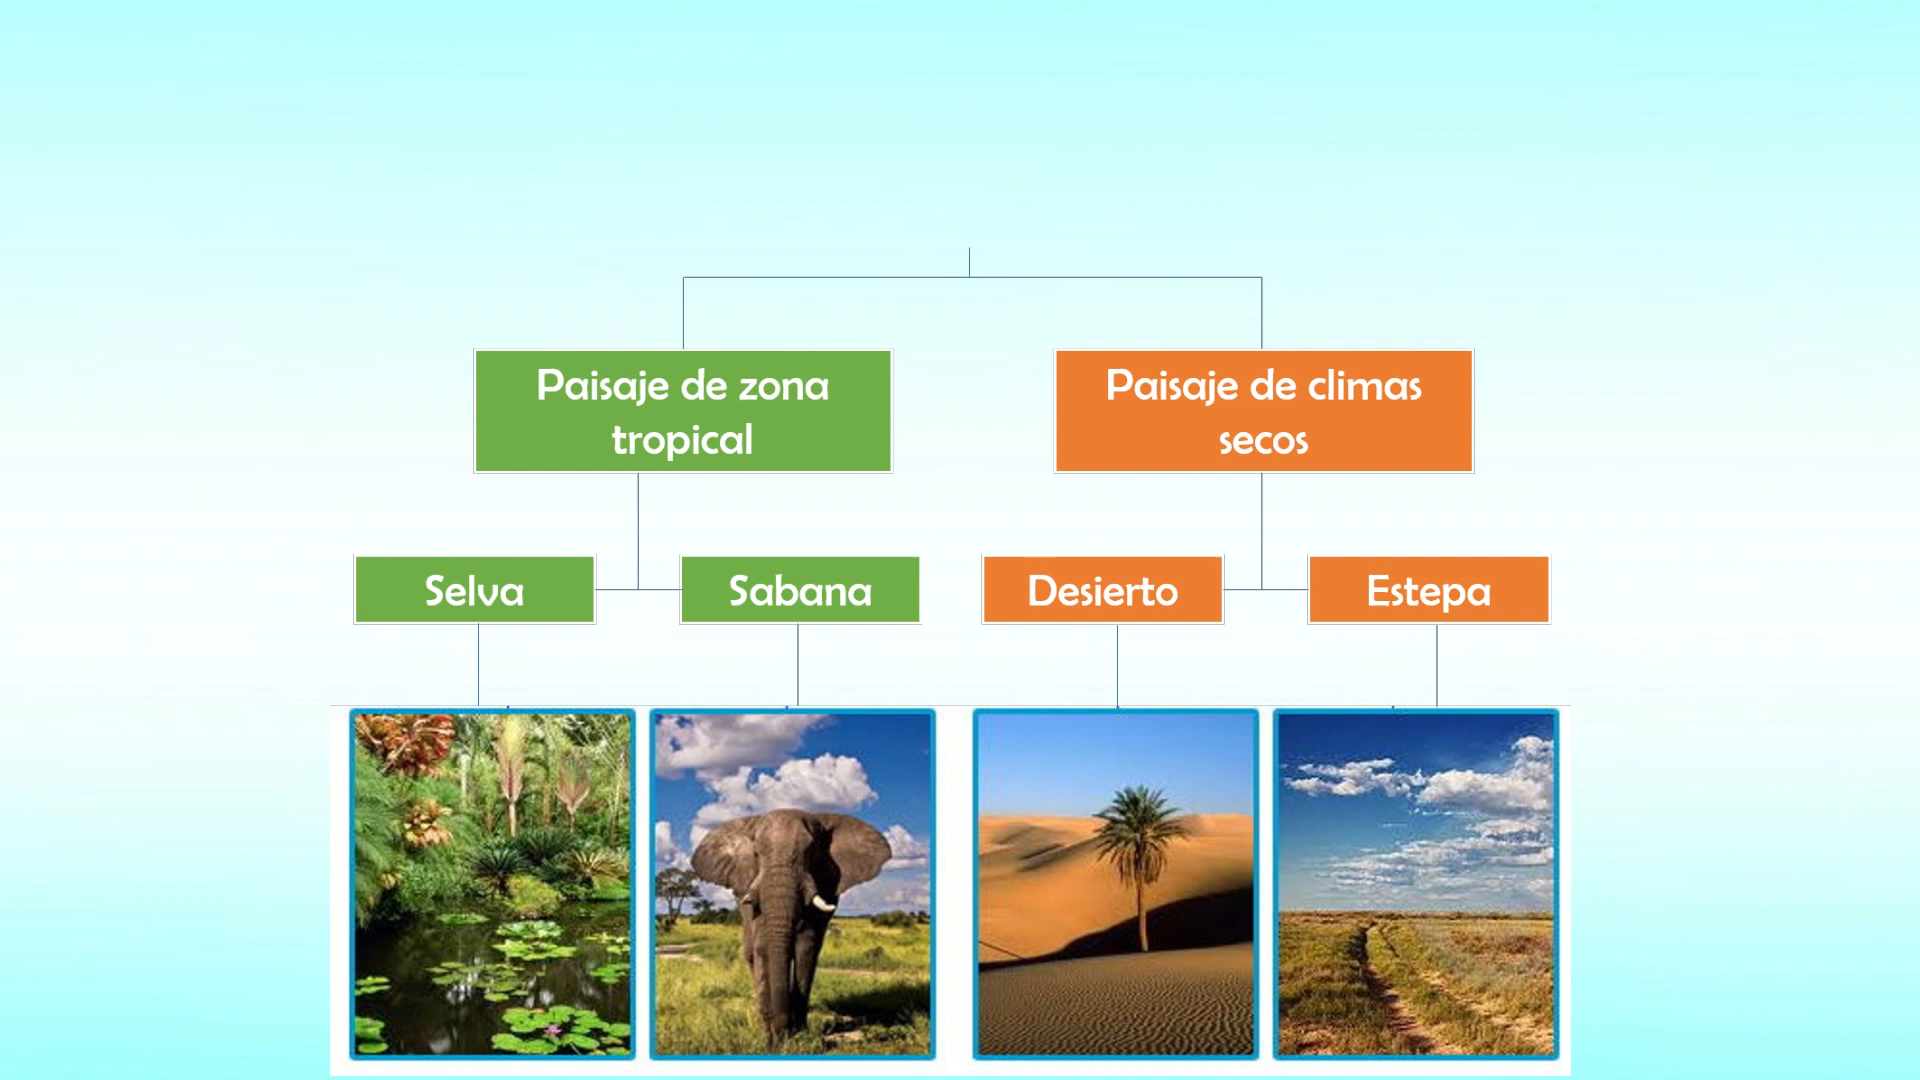 Paisaje de zona
tropical
Paisaje de climas
secos
Selva
Sabana
Desierto
Estepa